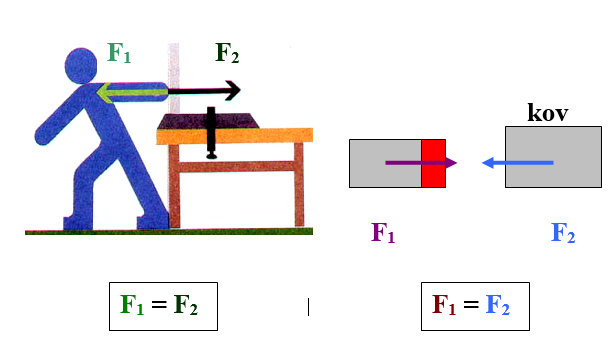 F₁ F₂
kov
F₁ F₂
F₁ = F₂ F₁ = F₂